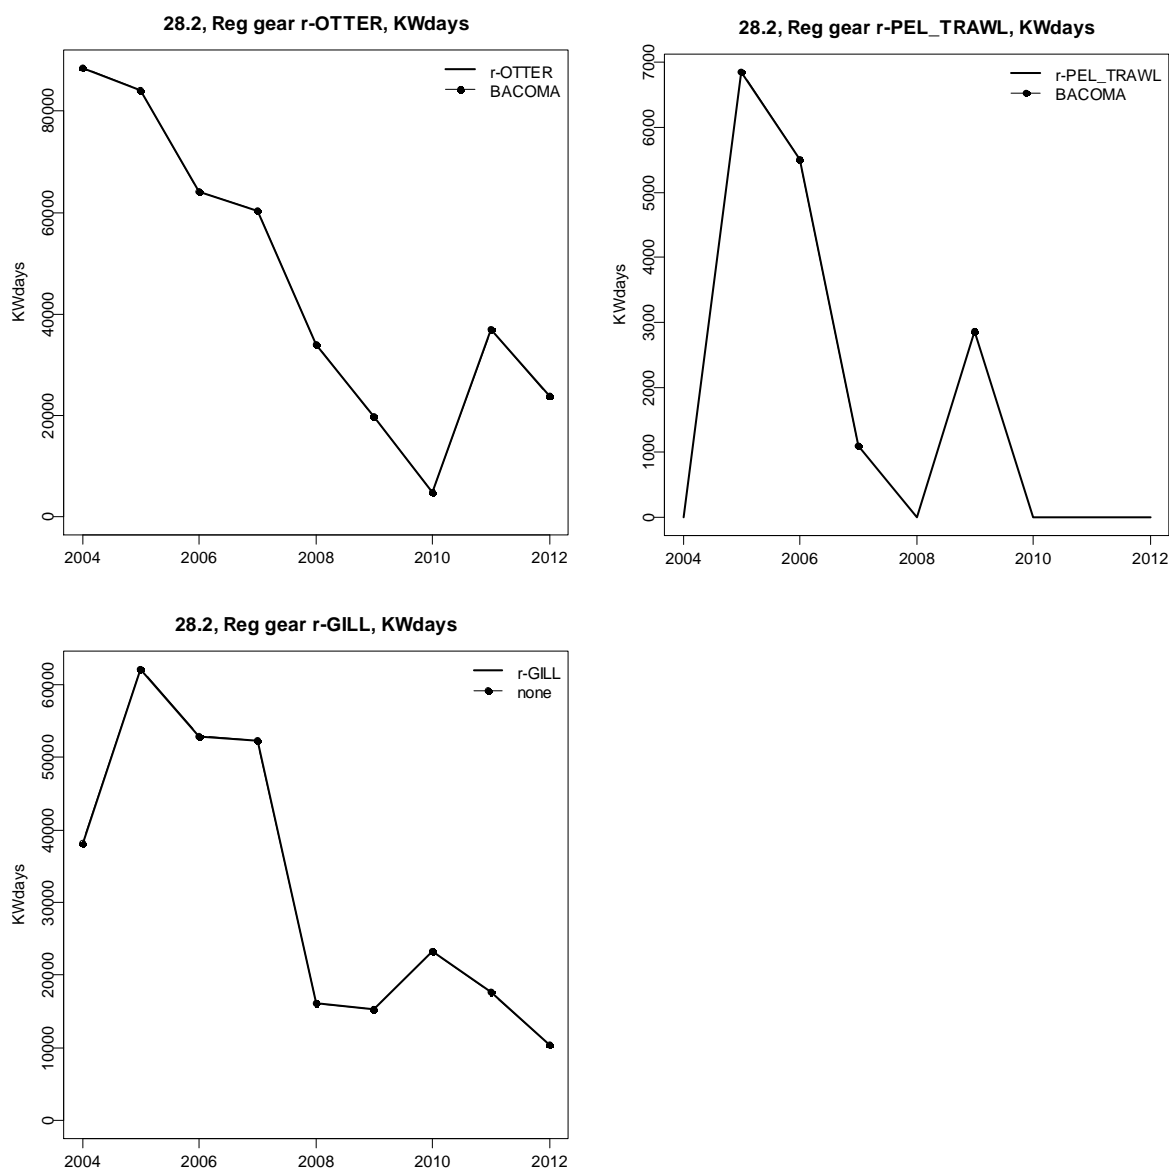 28.2, Reg gear r-OTTER, KWdays
r-OTTER
BACOMA
KWdays
80000
60000
40000
20000
0
2004 2006 2008 2010 2012
28.2, Reg gear r-PEL_TRAWL, KWdays
r-PEL_TRAWL
BACOMA
KWdays
7000
6000
5000
4000
3000
2000
1000
0
2004 2006 2008 2010 2012
28.2, Reg gear r-GILL, KWdays
r-GILL
none
KWdays
60000
50000
40000
30000
20000
10000
0
2004 2006 2008 2010 2012